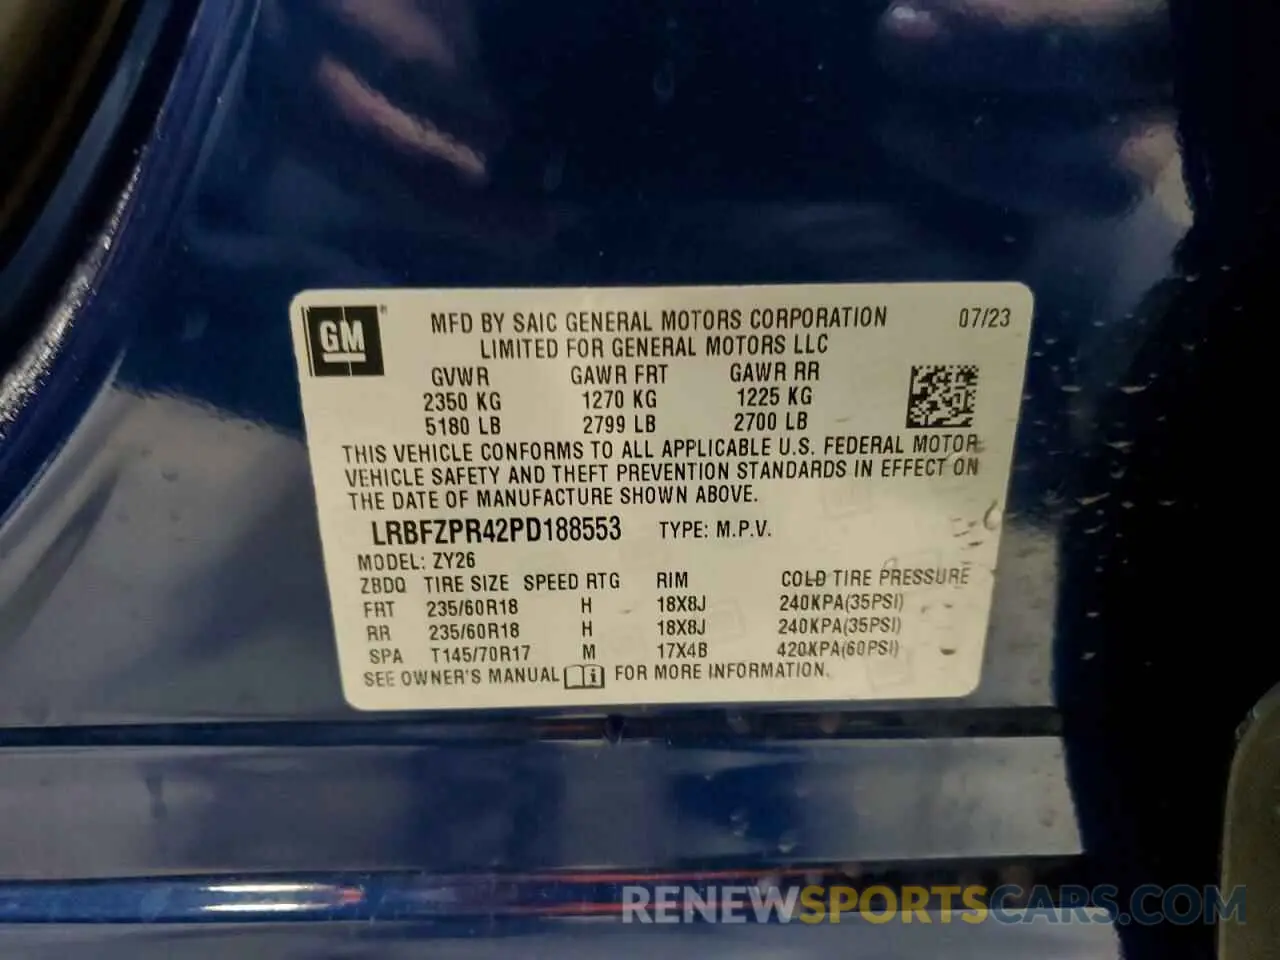 GM ® MFD BY SAIC GENERAL MOTORS CORPORATION 07/23
LIMITED FOR GENERAL MOTORS LLC
GVWR GAWR FRT GAWR RR
2350 KG 1270 KG 1225 KG
5180 LB 2799 LB 2700 LB
THIS VEHICLE CONFORMS TO ALL APPLICABLE U.S. FEDERAL MOTOR
VEHICLE SAFETY AND THEFT PREVENTION STANDARDS IN EFFECT ON
THE DATE OF MANUFACTURE SHOWN ABOVE.
LRBFZPR42PD188553 TYPE: M.P.V.
MODEL: ZY26
ZBDQ TIRE SIZE SPEED RTG RIM COLD TIRE PRESSURE
FRT 235/60R18 H 18X8J 240KPA(35PSI)
RR 235/60R18 H 18X8J 240KPA(35PSI)
SPA T145/70R17 M 17X4B 420KPA(60PSI)
SEE OWNER'S MANUAL i FOR MORE INFORMATION.
RENEWSPORTSCARS.COM